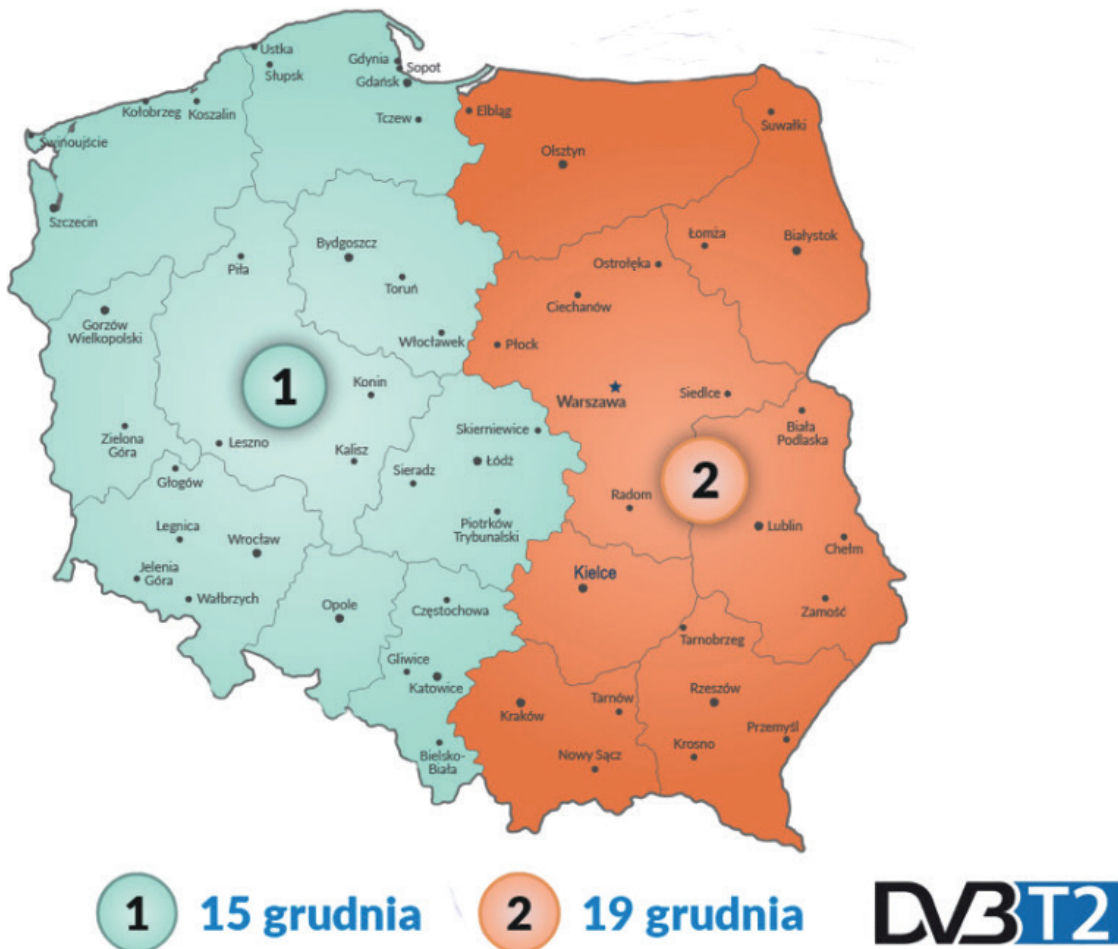 Ustka
Słupsk
Gdynia
Sopot
Gdańsk
Kołobrzeg
Koszalin
Tczew
Elbląg
Suwałki
Świnoujście
Olsztyn
Szczecin
Bydgoszcz
Łomża
Białystok
Piła
Ostrołęka
Toruń
Ciechanów
Gorzów
Wielkopolski
Włocławek
Płock
1
Konin
Warszawa
Siedlce
Biała
Podlaska
Skierniewice
Zielona
Góra
Leszno
Kalisz
Sieradz
Łódź
2
Głogów
Radom
Legnica
Wrocław
Piotrków
Trybunalski
Lublin
Chełm
Jelenia
Góra
Kielce
Wałbrzych
Opole
Częstochowa
Zamość
Tarnobrzeg
Gliwice
Katowice
Kraków
Tarnów
Rzeszów
Przemyśl
Bielsko-
Biała
Nowy Sącz
Krosno
1 15 grudnia 2 19 grudnia DVB T2